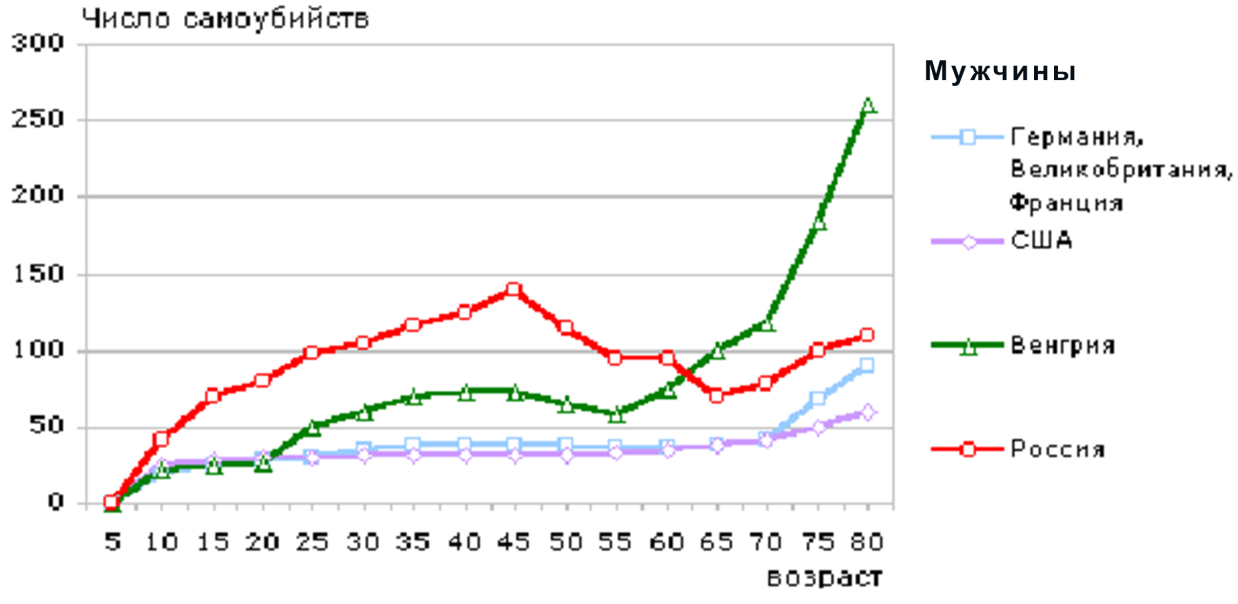 Число самоубийств
300
250
200
150
100
50
0
5 10 15 20 25 30 35 40 45 50 55 60 65 70 75 80
возраст
Мужчины
Германия,
Великобритания,
Франция
США
Венгрия
Россия